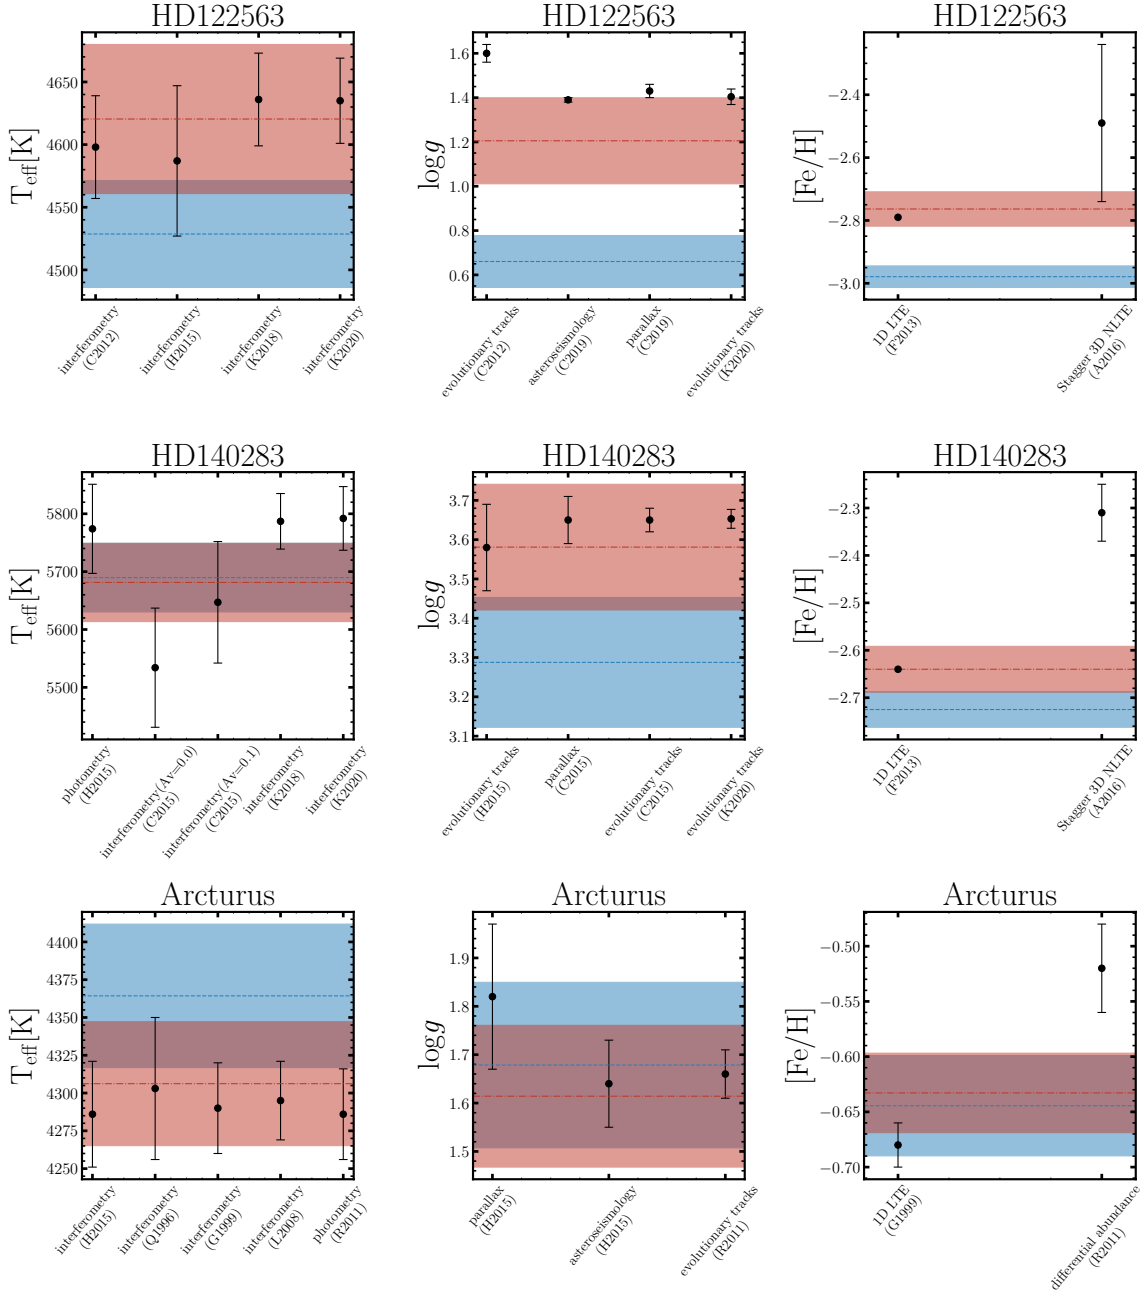 HD122563
T_eff[K]
4650
4600
4550
4500
interferometry
(C2012)
interferometry
(H2015)
interferometry
(K2018)
interferometry
(K2020)
HD122563
log g
1.6
1.4
1.2
1.0
0.8
0.6
evolutionary tracks
(C2012)
asteroseismology
(C2019)
parallax
(C2019)
evolutionary tracks
(K2020)
HD122563
[Fe/H]
−2.4
−2.6
−2.8
−3.0
1D LTE
(F2013)
Stagger 3D NLTE
(A2016)
HD140283
T_eff[K]
5800
5700
5600
5500
photometry
(H2015)
interferometry(Av=0.0)
(C2015)
interferometry(Av=0.1)
(C2015)
interferometry
(K2018)
interferometry
(K2020)
HD140283
log g
3.7
3.6
3.5
3.4
3.3
3.2
3.1
evolutionary tracks
(H2015)
parallax
(C2015)
evolutionary tracks
(C2015)
evolutionary tracks
(K2020)
HD140283
[Fe/H]
−2.3
−2.4
−2.5
−2.6
−2.7
1D LTE
(F2013)
Stagger 3D NLTE
(A2016)
Arcturus
T_eff[K]
4400
4375
4350
4325
4300
4275
4250
interferometry
(H2015)
interferometry
(Q1996)
interferometry
(G1999)
interferometry
(L2008)
photometry
(R2011)
Arcturus
log g
1.9
1.8
1.7
1.6
1.5
parallax
(H2015)
asteroseismology
(H2015)
evolutionary tracks
(R2011)
Arcturus
[Fe/H]
−0.50
−0.55
−0.60
−0.65
−0.70
1D LTE
(G1999)
differential abundance
(R2011)